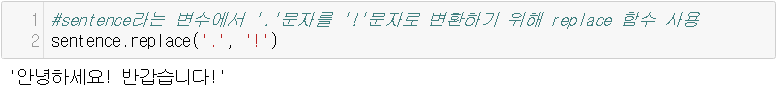 1 #sentence라는 변수에서 '.'문자를 '!'문자로 변환하기 위해 replace 함수 사용
2 sentence.replace('.', '!')
'안녕하세요! 반갑습니다!'